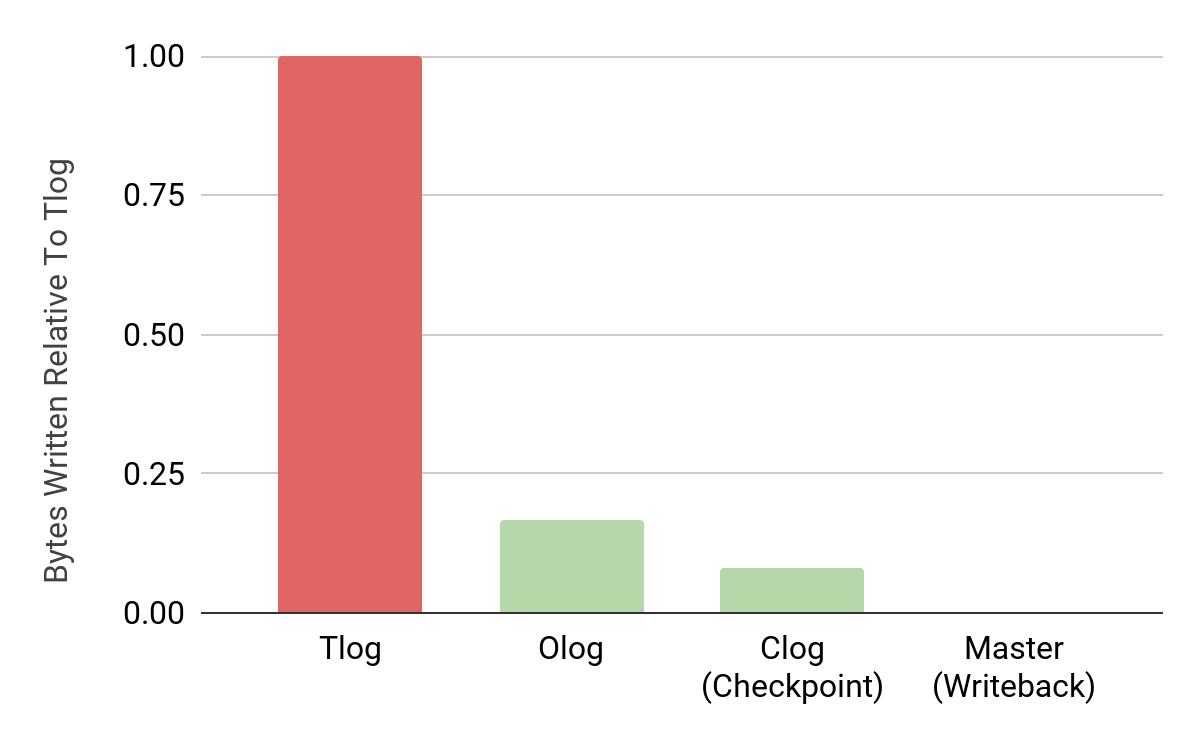 Bytes Written Relative To Tlog
1.00
0.75
0.50
0.25
0.00
Tlog
Olog
Clog
(Checkpoint)
Master
(Writeback)